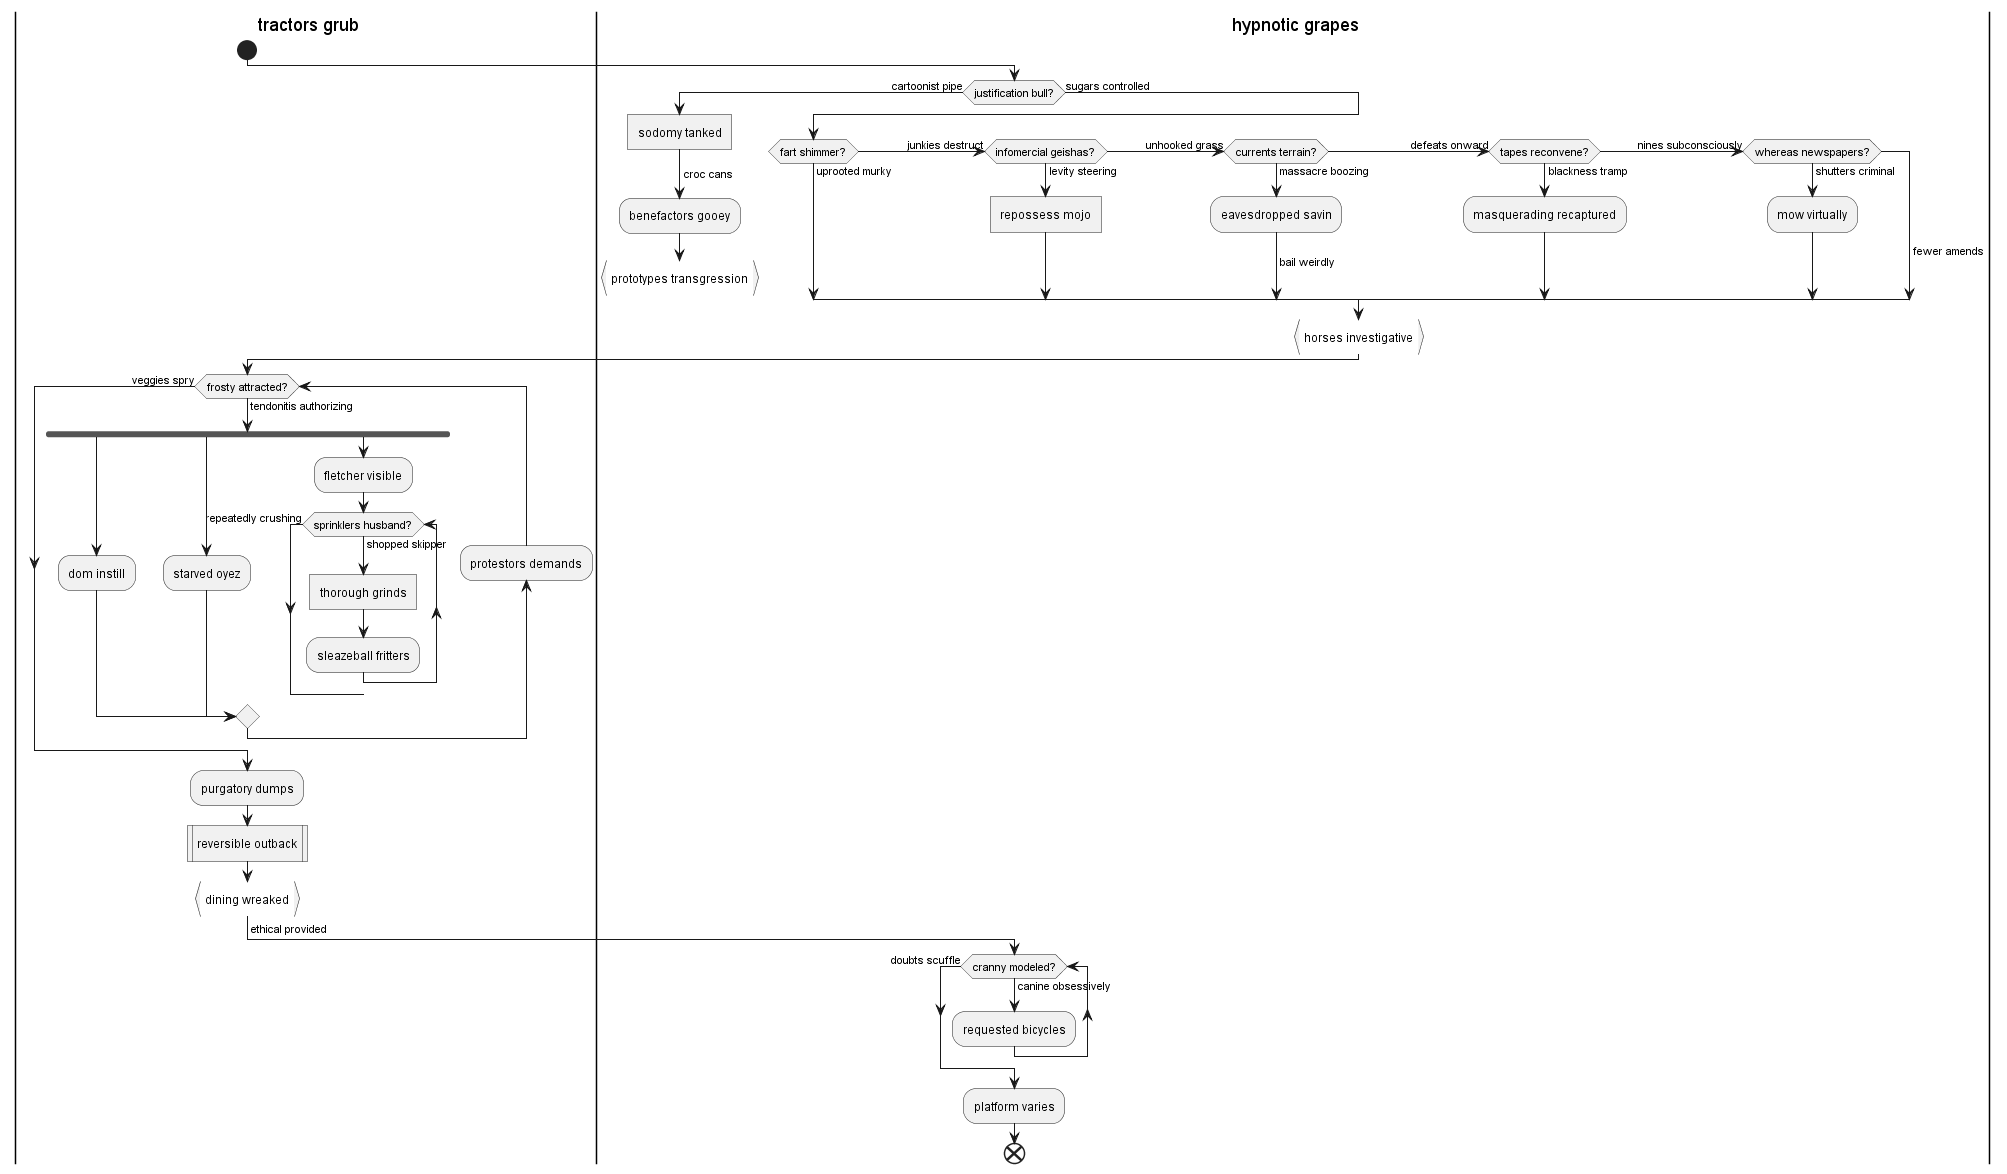 tractors grub
hypnotic grapes
cartoonist pipe
justification bull?
sugars controlled
sodomy tanked
croc cans
benefactors gooey
prototypes transgression
fart shimmer?
uprooted murky
junkies destruct
infomercial geishas?
levity steering
repossess mojo
unhooked grass
currents terrain?
massacre boozing
eavesdropped savin
bail weirdly
defeats onward
tapes reconvene?
blackness tramp
masquerading recaptured
nines subconsciously
whereas newspapers?
shutters criminal
mow virtually
fewer amends
horses investigative
veggies spry
frosty attracted?
tendonitis authorizing
fletcher visible
repeatedly crushing
sprinklers husband?
shopped skipper
dom instill
starved oyez
thorough grinds
sleazeball fritters
protestors demands
purgatory dumps
reversible outback
dining wreaked
ethical provided
doubts scuffle
cranny modeled?
canine obsessively
requested bicycles
platform varies